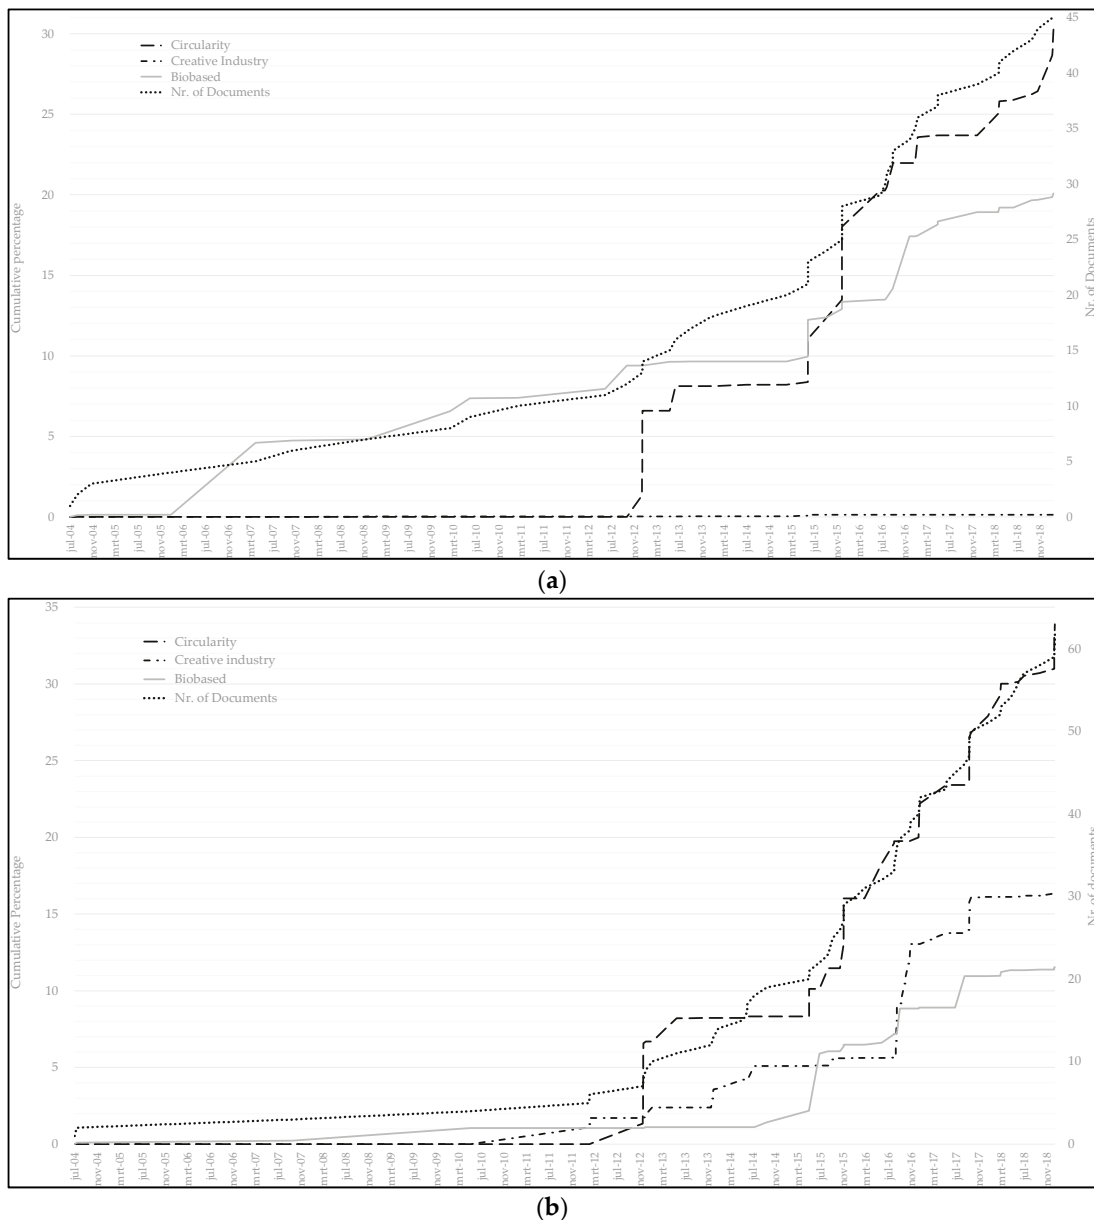 Circularity
Creative Industry
Biobased
Nr. of Documents
Cumulative percentage
30
25
20
15
10
5
0
45
40
35
30
25
20
15
10
5
0
Nr. of Documents
jul-04
nov-04
mrt-05
jul-05
nov-05
mrt-06
jul-06
nov-06
mrt-07
jul-07
nov-07
mrt-08
jul-08
nov-08
mrt-09
jul-09
nov-09
mrt-10
jul-10
nov-10
mrt-11
jul-11
nov-11
mrt-12
jul-12
nov-12
mrt-13
jul-13
nov-13
mrt-14
jul-14
nov-14
mrt-15
jul-15
nov-15
mrt-16
jul-16
nov-16
mrt-17
jul-17
nov-17
mrt-18
jul-18
nov-18
(a)
Circularity
Creative industry
Biobased
Nr. of Documents
Cumulative Percentage
35
30
25
20
15
10
5
0
60
50
40
30
20
10
0
Nr. of documents
jul-04
nov-04
mrt-05
jul-05
nov-05
mrt-06
jul-06
nov-06
mrt-07
jul-07
nov-07
mrt-08
jul-08
nov-08
mrt-09
jul-09
nov-09
mrt-10
jul-10
nov-10
mrt-11
jul-11
nov-11
mrt-12
jul-12
nov-12
mrt-13
jul-13
nov-13
mrt-14
jul-14
nov-14
mrt-15
jul-15
nov-15
mrt-16
jul-16
nov-16
mrt-17
jul-17
nov-17
mrt-18
jul-18
nov-18
(b)